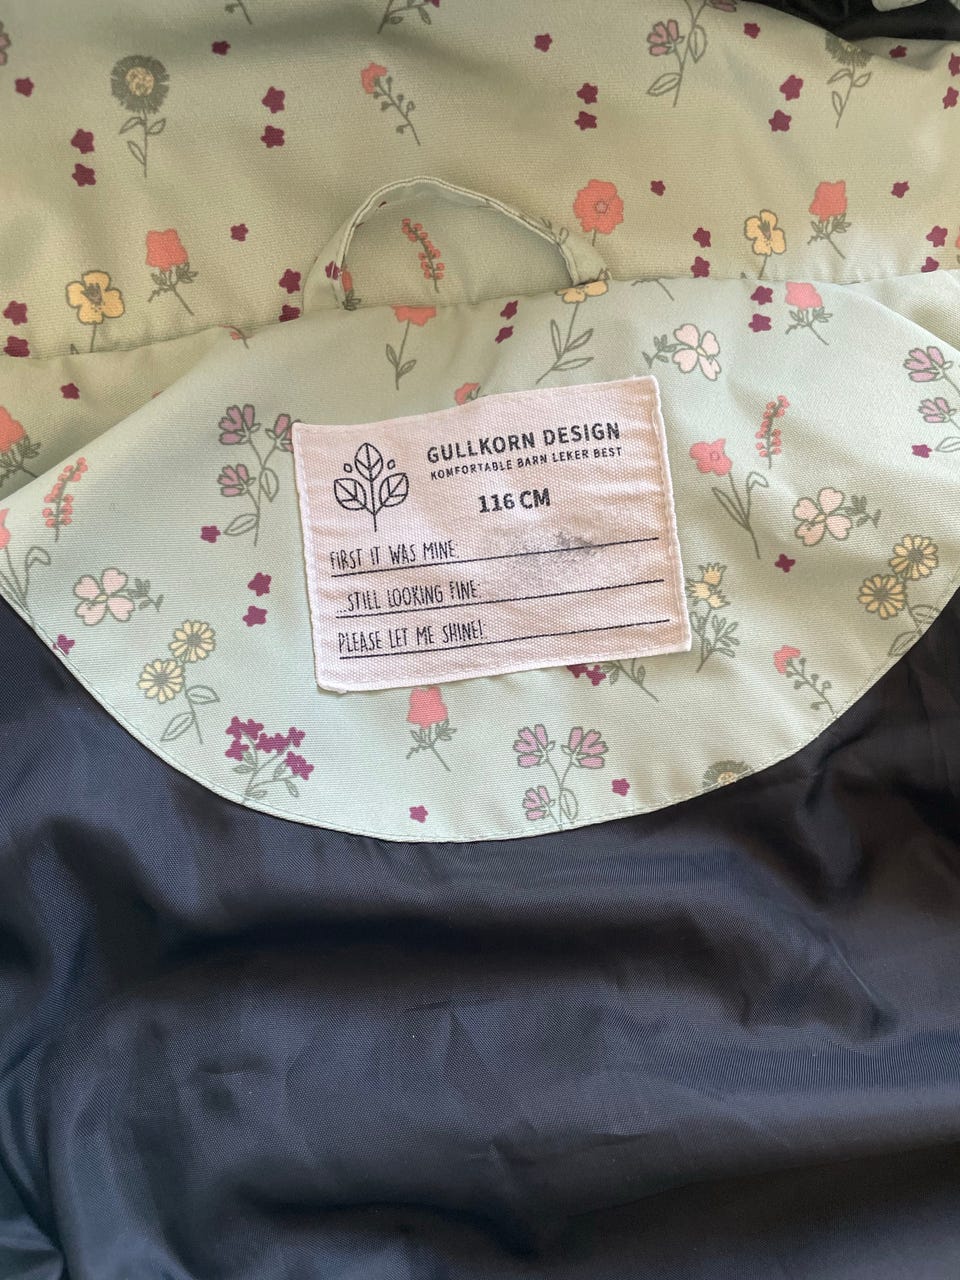 GULLKORN DESIGN
KOMFORTABLE BARN LEKER BEST
116 CM
FIRST IT WAS MINE:
...STILL LOOKING FINE:
PLEASE LET ME SHINE!: